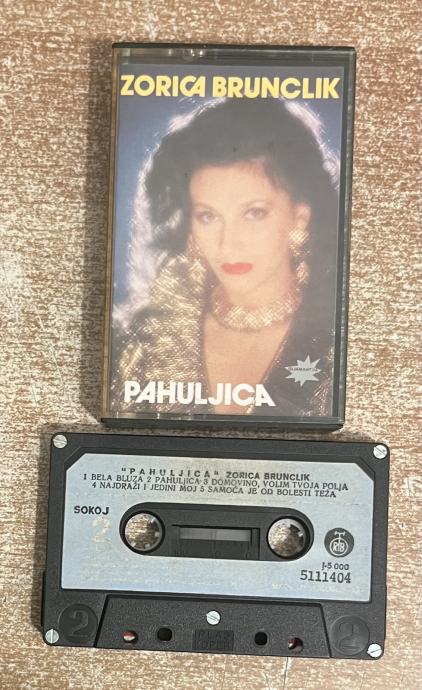 ZORICA BRUNCLIK
PAHULJICA
"PAHULJICA" ZORICA BRUNCLIK
1 BELA BLUZA 2 PAHULJICA 3 DOMOVINO, VOLIM TVOJA POLJA
4 NAJDRAŽI I JEDINI MOJ 5 SAMOĆA JE OD BOLESTI TEŽA
SOKOJ
2
RTB
J-5 000
5111404
2
2